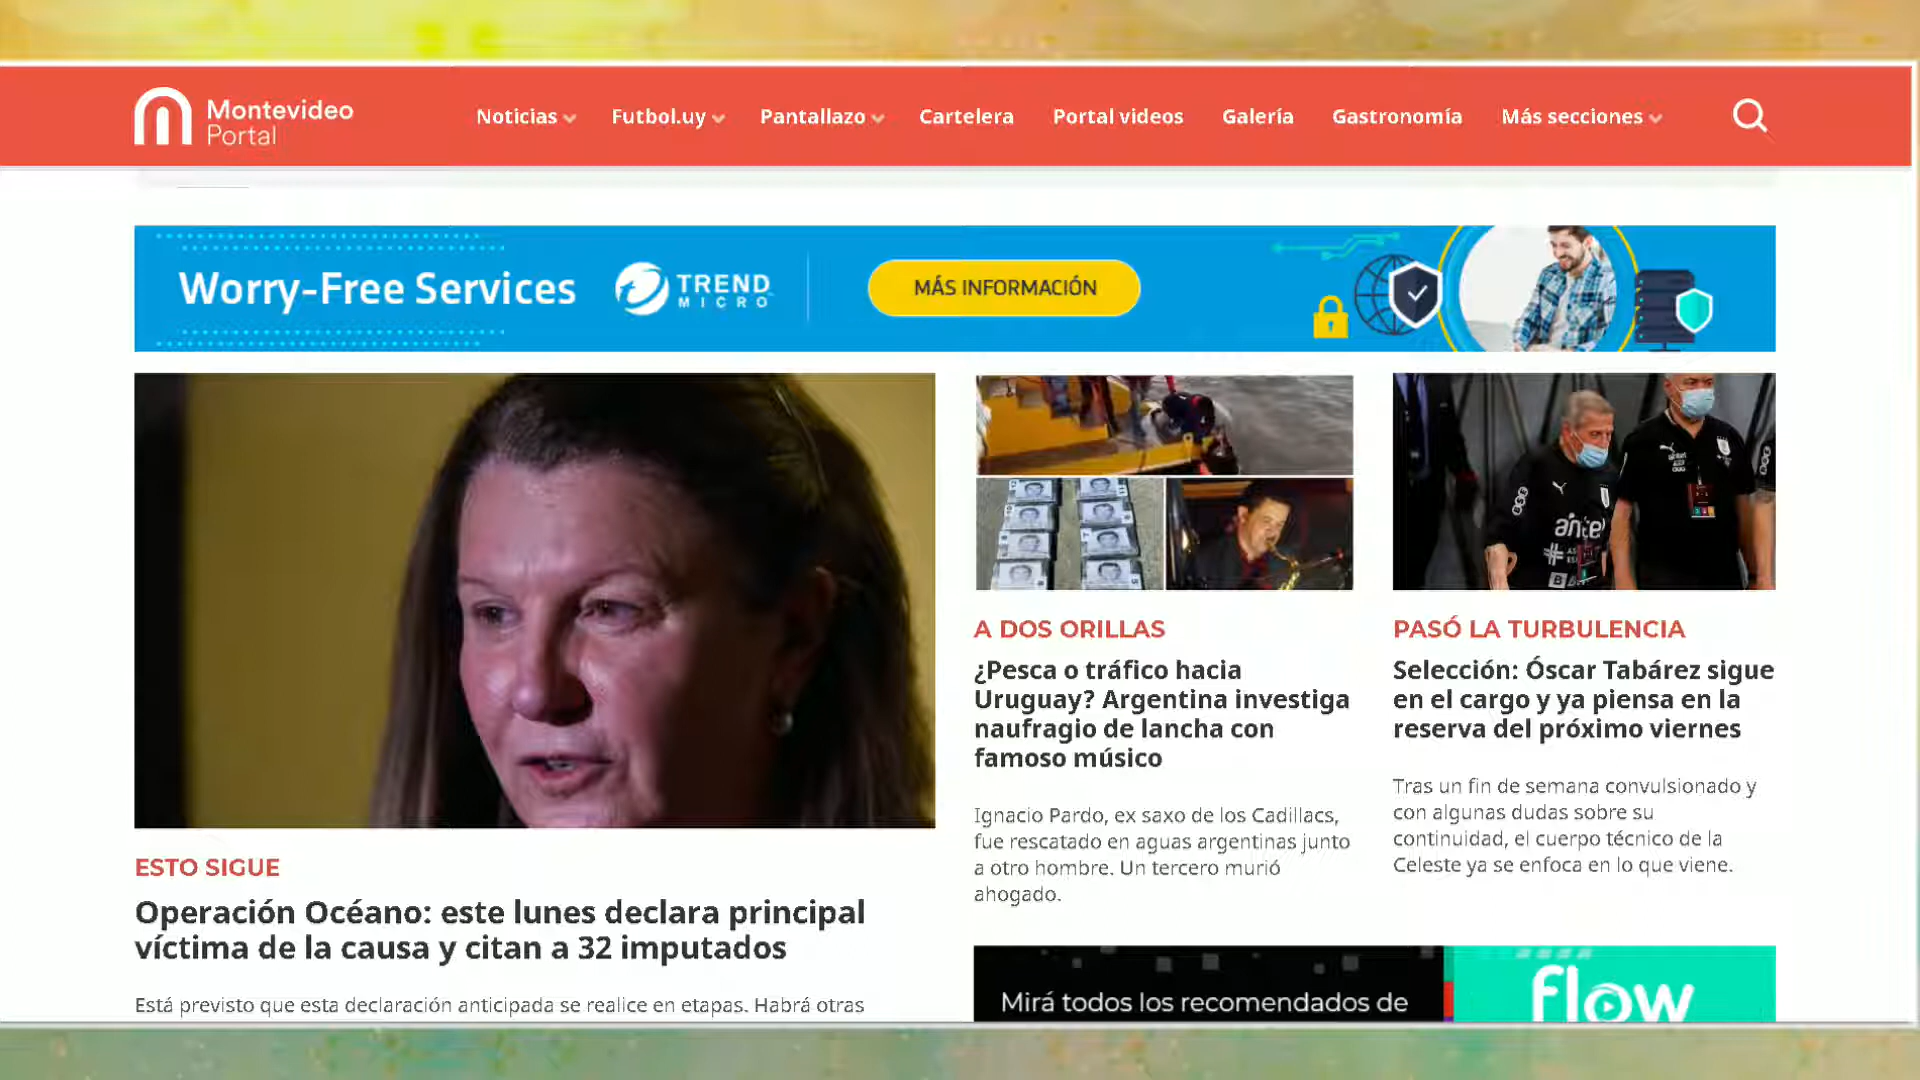 Montevideo
Portal
Noticias
Futbol.uy
Pantallazo
Cartelera
Portal videos
Galería
Gastronomía
Más secciones
Worry-Free Services
TREND
MICRO
MÁS INFORMACIÓN
antel
ESTO SIGUE
Operación Océano: este lunes declara principal
víctima de la causa y citan a 32 imputados
Está previsto que esta declaración anticipada se realice en etapas. Habrá otras
A DOS ORILLAS
¿Pesca o tráfico hacia
Uruguay? Argentina investiga
naufragio de lancha con
famoso músico
Ignacio Pardo, ex saxo de los Cadillacs,
fue rescatado en aguas argentinas junto
a otro hombre. Un tercero murió
ahogado.
PASÓ LA TURBULENCIA
Selección: Óscar Tabárez sigue
en el cargo y ya piensa en la
reserva del próximo viernes
Tras un fin de semana convulsionado y
con algunas dudas sobre su
continuidad, el cuerpo técnico de la
Celeste ya se enfoca en lo que viene.
Mirá todos los recomendados de
flow